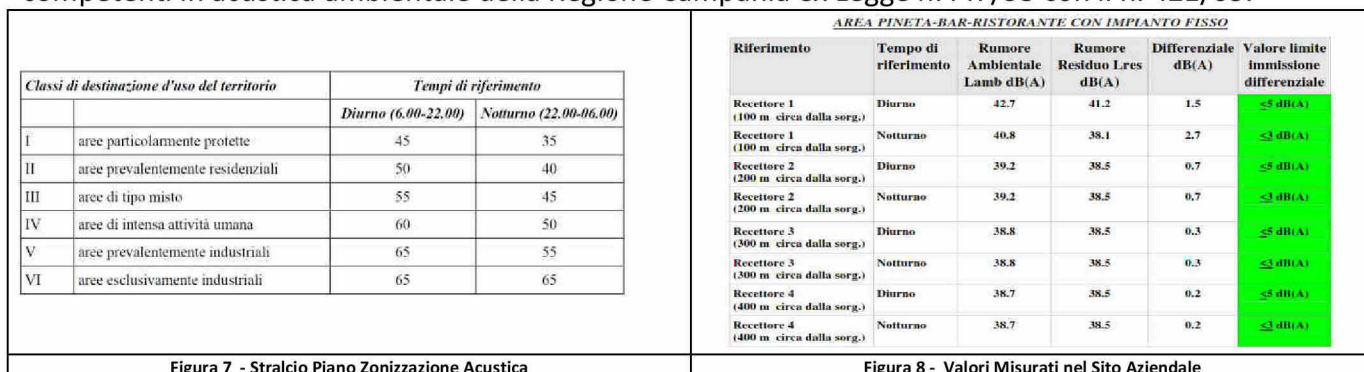 Classi di destinazione d'uso del territorio Tempi di riferimento
Diurno (6.00-22.00) Notturno (22.00-06.00)
I aree particolarmente protette 45 35
II aree prevalentemente residenziali 50 40
III aree di tipo misto 55 45
IV aree di intensa attività umana 60 50
V aree prevalentemente industriali 65 55
VI aree esclusivamente industriali 65 65
Figura 7 - Stralcio Piano Zonizzazione Acustica
AREA PINETA-BAR-RISTORANTE CON IMPIANTO FISSO
Riferimento Tempo di Rumore Rumore Differenziale Valore limite
riferimento Ambientale Residuo Lres dB(A) immissione
Lamb dB(A) dB(A) differenziale
Recettore 1 Diurno 42.7 41.2 1.5 ≤5 dB(A)
(100 m circa dalla sorg.)
Recettore 1 Notturno 40.8 38.1 2.7 ≤3 dB(A)
(100 m circa dalla sorg.)
Recettore 2 Diurno 39.2 38.5 0.7 ≤5 dB(A)
(200 m circa dalla sorg.)
Recettore 2 Notturno 39.2 38.5 0,7 ≤3 dB(A)
(200 m circa dalla sorg.)
Recettore 3 Diurno 38.8 38.5 0.3 ≤5 dB(A)
(300 m circa dalla sorg.)
Recettore 3 Notturno 38.8 38.5 0.3 ≤3 dB(A)
(300 m circa dalla sorg.)
Recettore 4 Diurno 38.7 38.5 0.2 ≤5 dB(A)
(400 m circa dalla sorg.)
Recettore 4 Notturno 38.7 38.5 0.2 ≤3 dB(A)
(400 m circa dalla sorg.)
Figura 8 - Valori Misurati nel Sito Aziendale